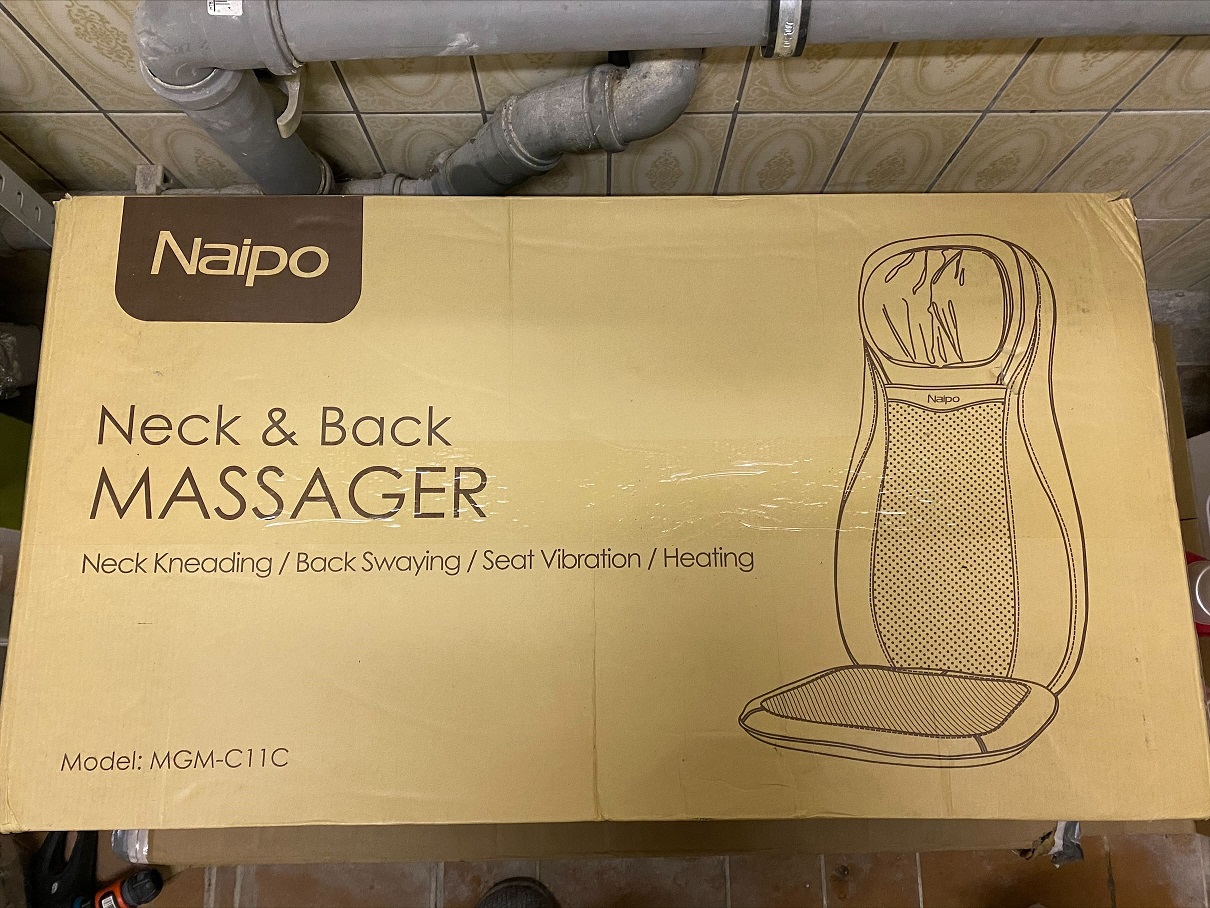 Naipo
Naipo
Neck & Back
MASSAGER
Neck Kneading / Back Swaying / Seat Vibration / Heating
Model: MGM-C11C